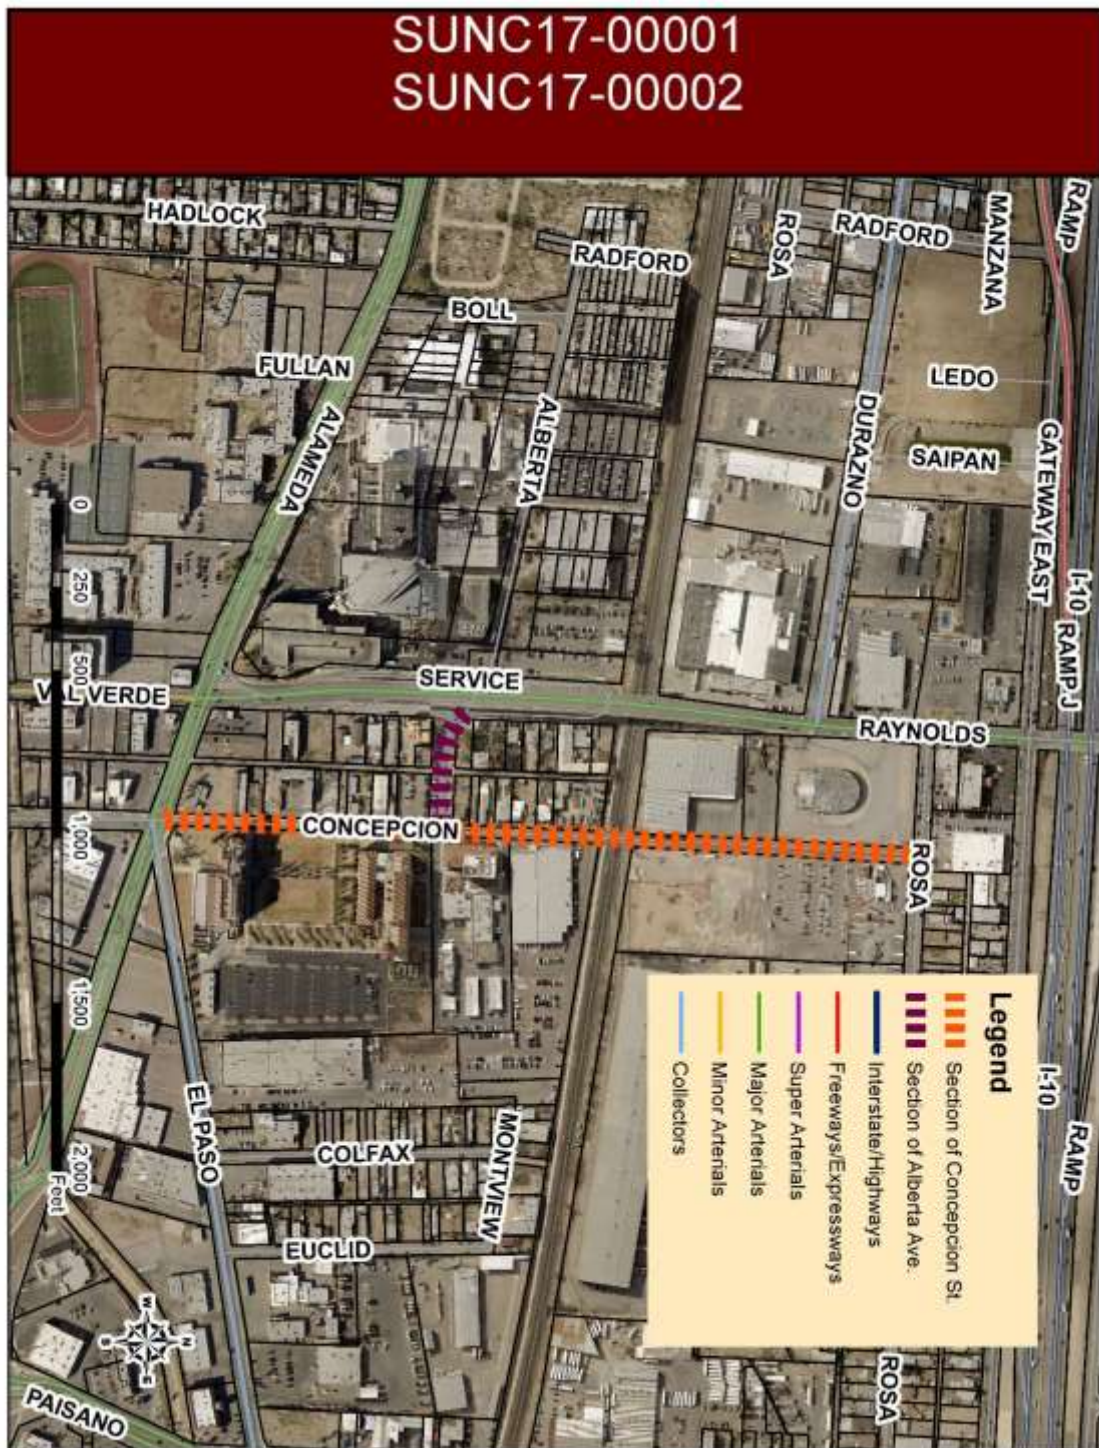 SUNC17-00001
SUNC17-00002
RAMP
MANZANA
ROSA
RADFORD
HADLOCK
RADFORD
BOLL
FULLAN
LEDO
ALAMEDA
ALBERTA
DURAZNO
SAIPAN
GATEWAY EAST
I-10
RAMP J
0
250
500
1,000
1,500
2,000
Feet
VAL VERDE
SERVICE
RAYNOLDS
CONCEPCION
ROSA
Legend
Section of Concepcion St.
Section of Alberta Ave.
Interstate/Highways
Freeways/Expressways
Super Arterials
Major Arterials
Minor Arterials
Collectors
I-10
RAMP
EL PASO
COLFAX
MONTVIEW
EUCLID
ROSA
PAISANO
N
E
S
W